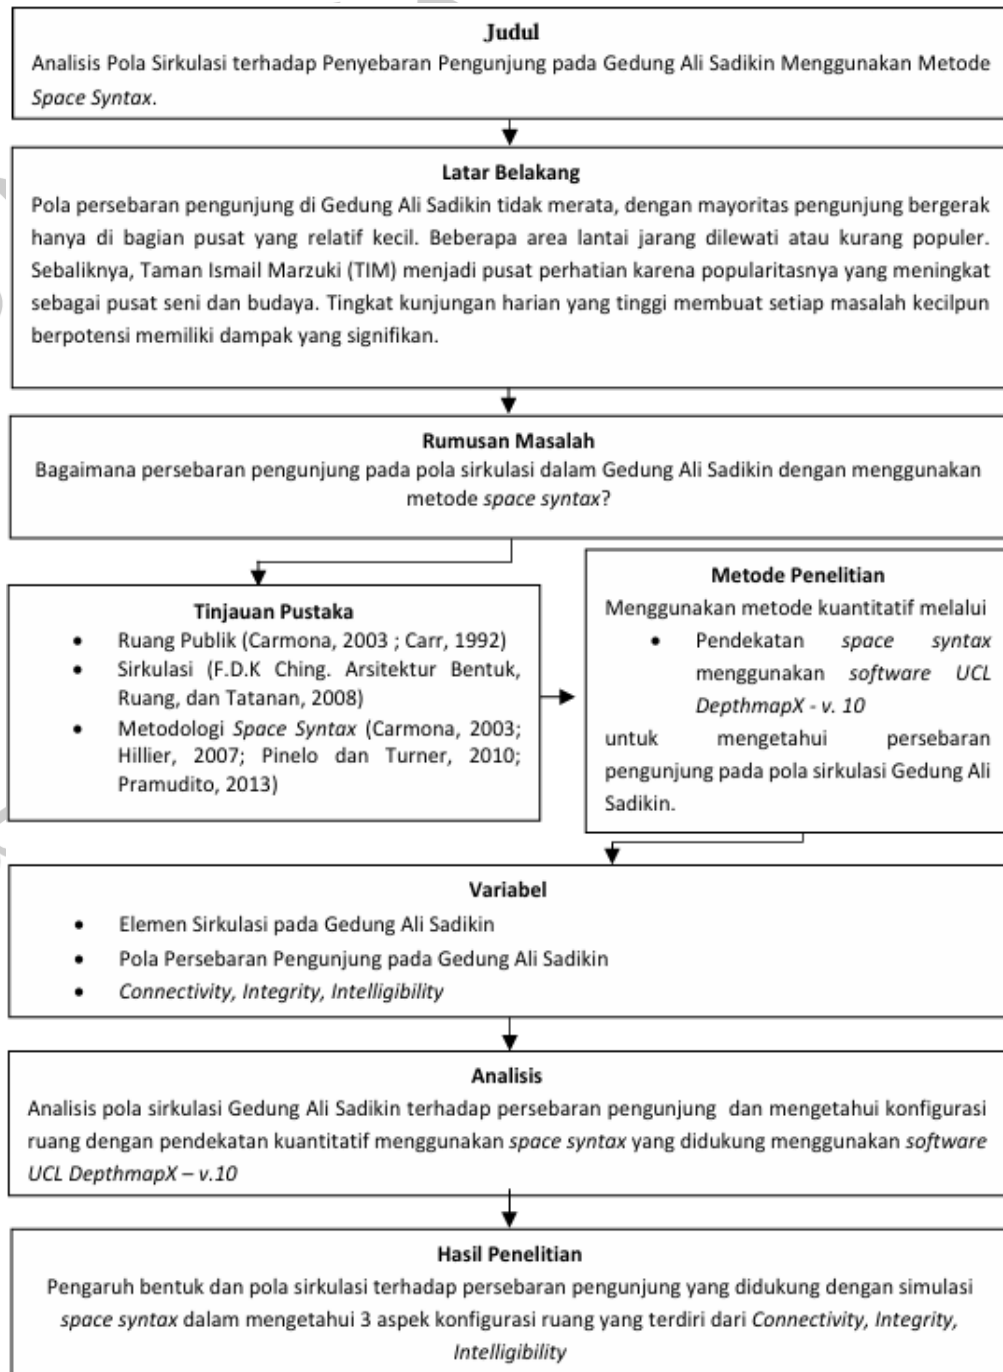 Judul
Analisis Pola Sirkulasi terhadap Penyebaran Pengunjung pada Gedung Ali Sadikin Menggunakan Metode
Space Syntax.
Latar Belakang
Pola persebaran pengunjung di Gedung Ali Sadikin tidak merata, dengan mayoritas pengunjung bergerak
hanya di bagian pusat yang relatif kecil. Beberapa area lantai jarang dilewati atau kurang populer.
Sebaliknya, Taman Ismail Marzuki (TIM) menjadi pusat perhatian karena popularitasnya yang meningkat
sebagai pusat seni dan budaya. Tingkat kunjungan harian yang tinggi membuat setiap masalah kecilpun
berpotensi memiliki dampak yang signifikan.
Rumusan Masalah
Bagaimana persebaran pengunjung pada pola sirkulasi dalam Gedung Ali Sadikin dengan menggunakan
metode space syntax?
Tinjauan Pustaka
• Ruang Publik (Carmona, 2003 ; Carr, 1992)
• Sirkulasi (F.D.K Ching. Arsitektur Bentuk,
Ruang, dan Tatanan, 2008)
• Metodologi Space Syntax (Carmona, 2003;
Hillier, 2007; Pinelo dan Turner, 2010;
Pramudito, 2013)
Metode Penelitian
Menggunakan metode kuantitatif melalui
• Pendekatan space syntax
menggunakan software UCL
DepthmapX - v. 10
untuk mengetahui persebaran
pengunjung pada pola sirkulasi Gedung Ali
Sadikin.
Variabel
• Elemen Sirkulasi pada Gedung Ali Sadikin
• Pola Persebaran Pengunjung pada Gedung Ali Sadikin
• Connectivity, Integrity, Intelligibility
Analisis
Analisis pola sirkulasi Gedung Ali Sadikin terhadap persebaran pengunjung dan mengetahui konfigurasi
ruang dengan pendekatan kuantitatif menggunakan space syntax yang didukung menggunakan software
UCL DepthmapX – v.10
Hasil Penelitian
Pengaruh bentuk dan pola sirkulasi terhadap persebaran pengunjung yang didukung dengan simulasi
space syntax dalam mengetahui 3 aspek konfigurasi ruang yang terdiri dari Connectivity, Integrity,
Intelligibility